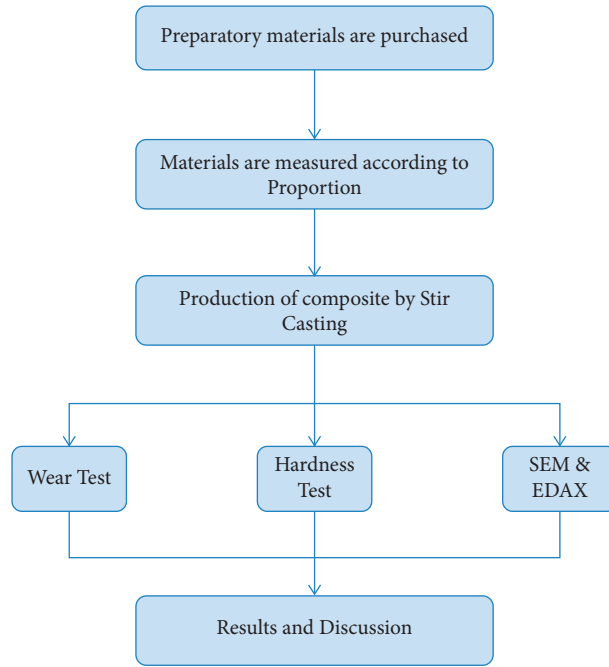 Preparatory materials are purchased
Materials are measured according to
Proportion
Production of composite by Stir
Casting
Wear Test
Hardness
Test
SEM &
EDAX
Results and Discussion